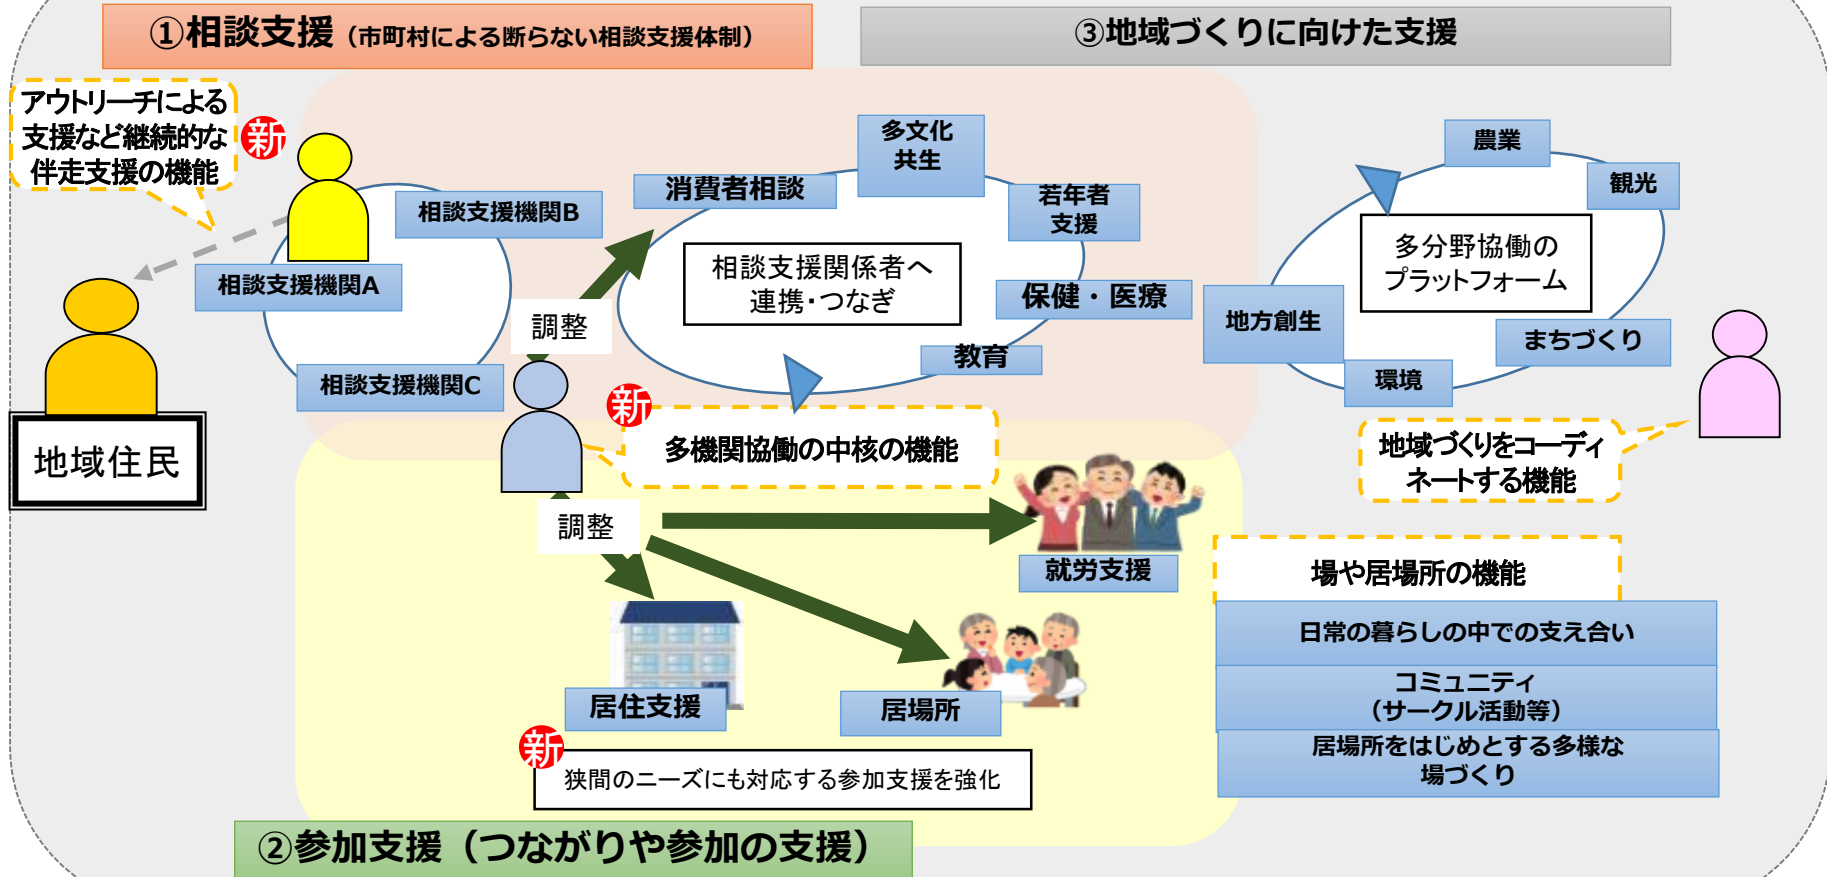 ①相談支援（市町村による断らない相談支援体制）
③地域づくりに向けた支援
アウトリーチによる
支援など継続的な
伴走支援の機能
新
相談支援機関B
相談支援機関A
相談支援機関C
地域住民
調整
消費者相談
多文化
共生
若年者
支援
保健・医療
教育
相談支援関係者へ
連携・つなぎ
新
多機関協働の中核の機能
調整
就労支援
居住支援
居場所
新
狭間のニーズにも対応する参加支援を強化
②参加支援（つながりや参加の支援）
農業
観光
多分野協働の
プラットフォーム
地方創生
まちづくり
環境
地域づくりをコーディ
ネートする機能
場や居場所の機能
日常の暮らしの中での支え合い
コミュニティ
（サークル活動等）
居場所をはじめとする多様な
場づくり